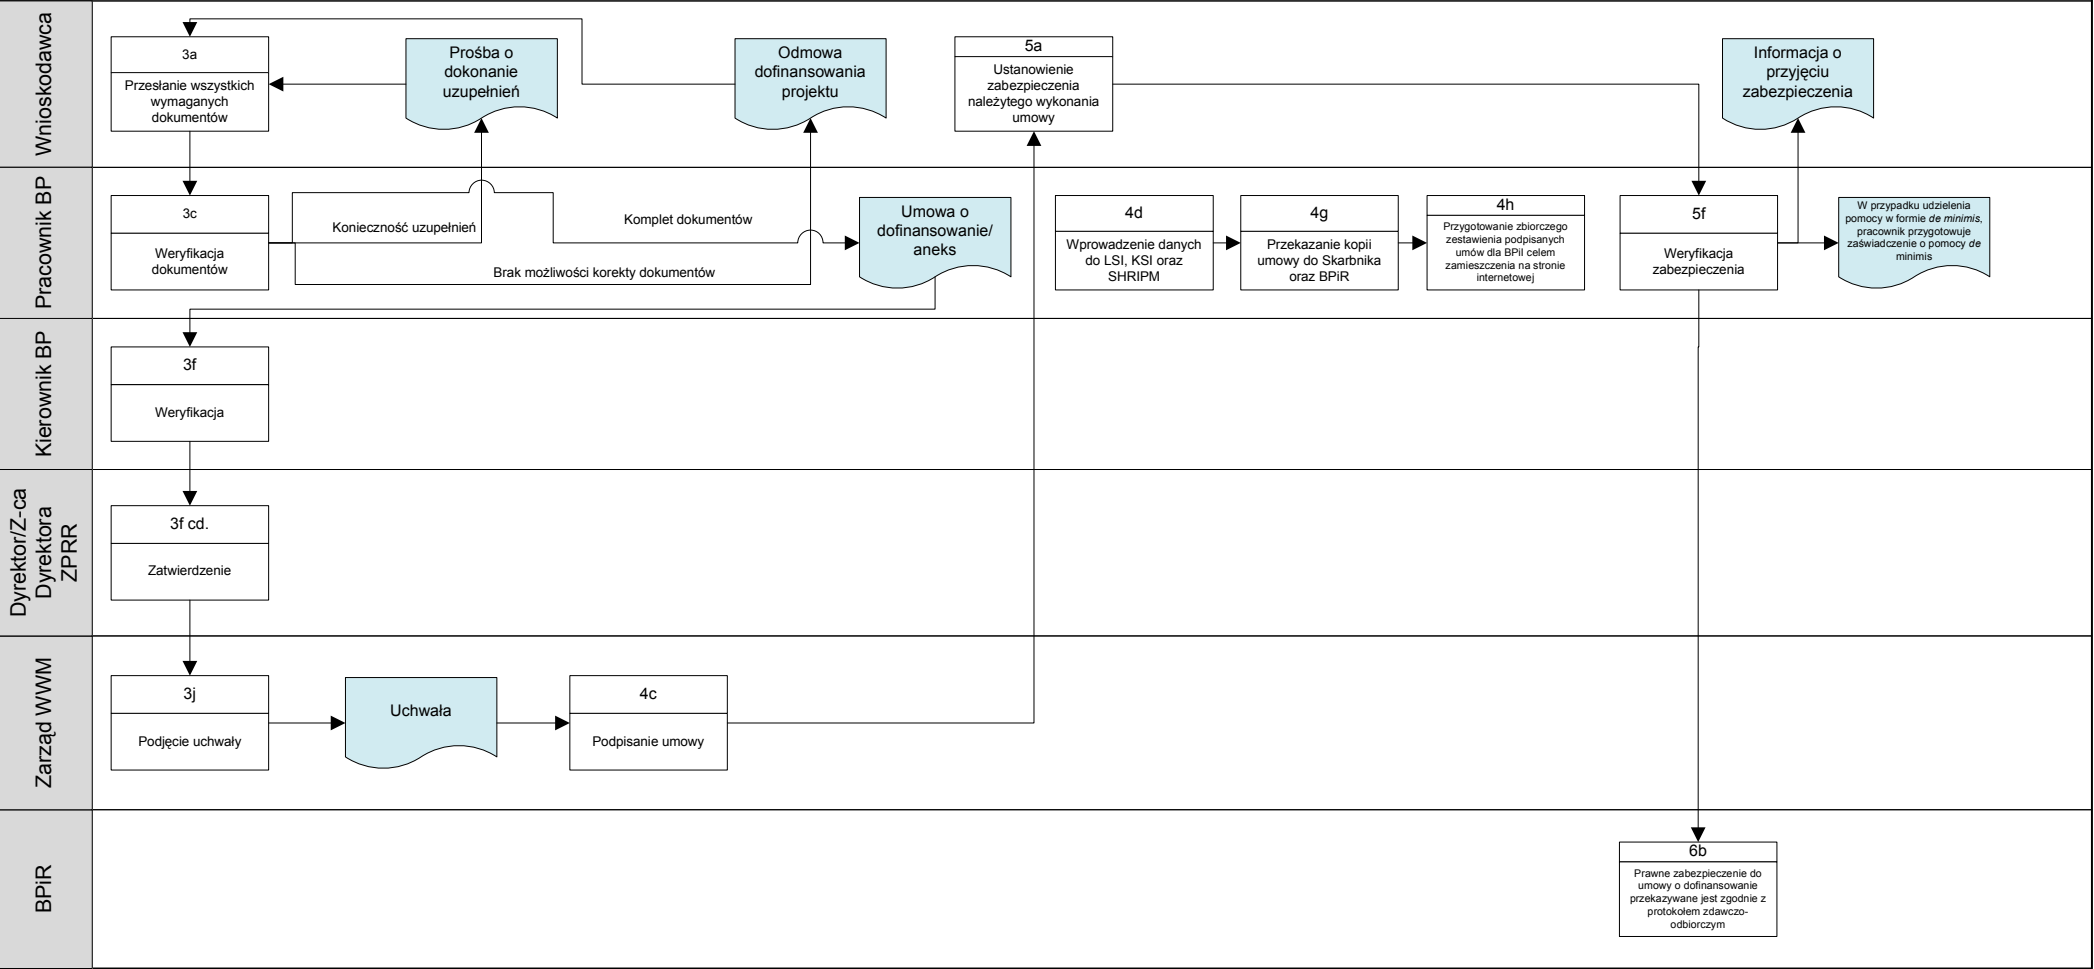 Wnioskodawca
3a
Przesłanie wszystkich
wymaganych
dokumentów
Prośba o
dokonanie
uzupełnień
Odmowa
dofinansowania
projektu
5a
Ustanowienie
zabezpieczenia
należytego wykonania
umowy
Informacja o
przyjęciu
zabezpieczenia
Pracownik BP
3c
Weryfikacja
dokumentów
Konieczność uzupełnień
Komplet dokumentów
Brak możliwości korekty dokumentów
Umowa o
dofinansowanie/
aneks
4d
Wprowadzenie danych
do LSI, KSI oraz
SHRIPM
4g
Przekazanie kopii
umowy do Skarbnika
oraz BPiR
4h
Przygotowanie zbiorczego
zestawienia podpisanych
umów dla BPiI celem
zamieszczenia na stronie
internetowej
5f
Weryfikacja
zabezpieczenia
W przypadku udzielenia
pomocy w formie de minimis,
pracownik przygotowuje
zaświadczenie o pomocy de
minimis
Kierownik BP
3f
Weryfikacja
Dyrektor/Z-ca
Dyrektora
ZPRR
3f cd.
Zatwierdzenie
Zarząd WWM
3j
Podjęcie uchwały
Uchwała
4c
Podpisanie umowy
BPiR
6b
Prawne zabezpieczenie do
umowy o dofinansowanie
przekazywane jest zgodnie z
protokołem zdawczo-
odbiorczym